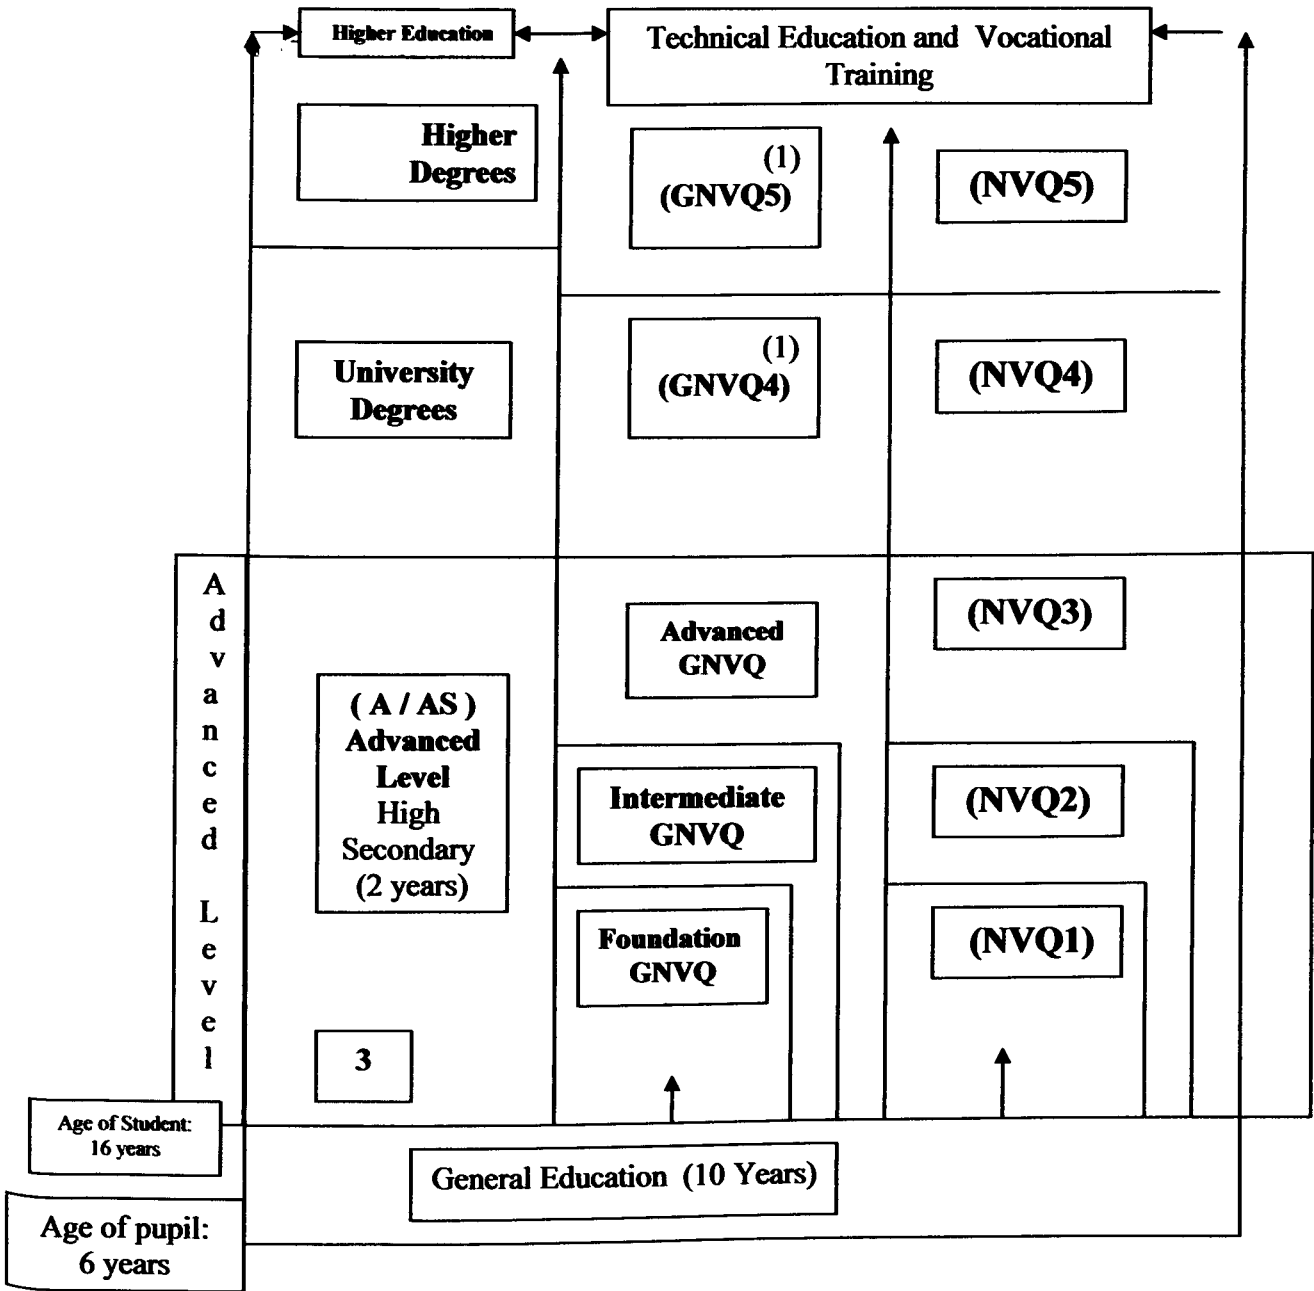 Higher Education
Technical Education and Vocational
Training
Higher
Degrees
(1)
(GNVQ5)
(NVQ5)
University
Degrees
(1)
(GNVQ4)
(NVQ4)
Advanced Level
( A / AS )
Advanced
Level
High
Secondary
(2 years)
3
Advanced
GNVQ
Intermediate
GNVQ
Foundation
GNVQ
(NVQ3)
(NVQ2)
(NVQ1)
Age of Student:
16 years
General Education (10 Years)
Age of pupil:
6 years